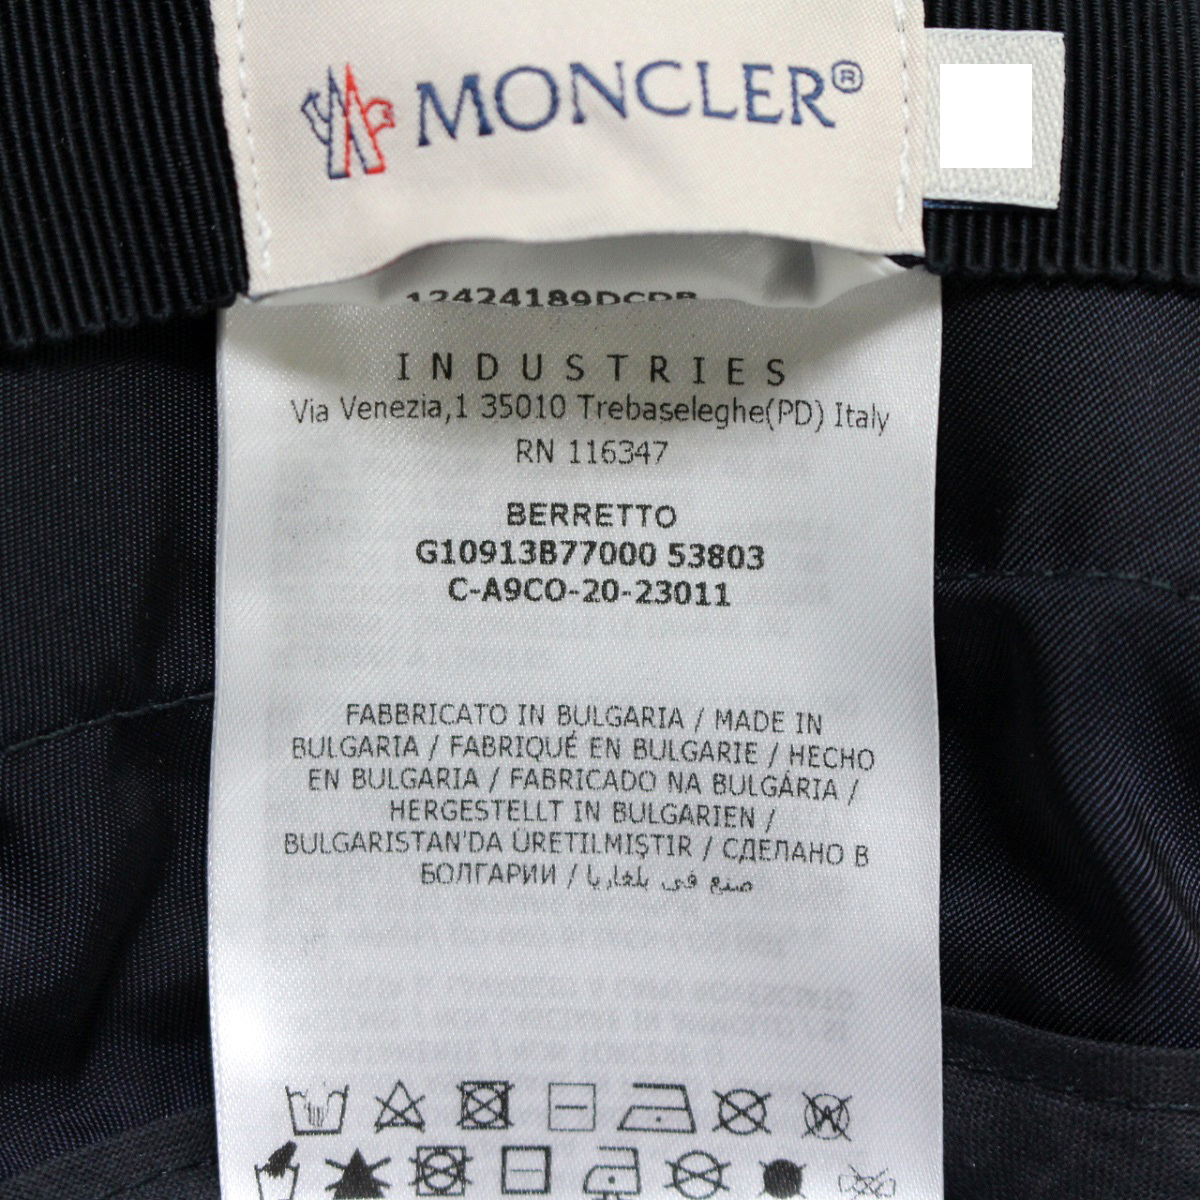 MONCLER®
12424189DCDB
INDUSTRIES
Via Venezia,1 35010 Trebaseleghe(PD) Italy
RN 116347
BERRETTO
G10913B77000 53803
C-A9CO-20-23011
FABBRICATO IN BULGARIA / MADE IN
BULGARIA / FABRIQUÉ EN BULGARIE / HECHO
EN BULGARIA / FABRICADO NA BULGÁRIA /
HERGESTELLT IN BULGARIEN /
BULGARISTAN'DA ÜRETILMIŞTIR / СДЕЛАНО В
БОЛГАРИИ / صنع في بلغاريا